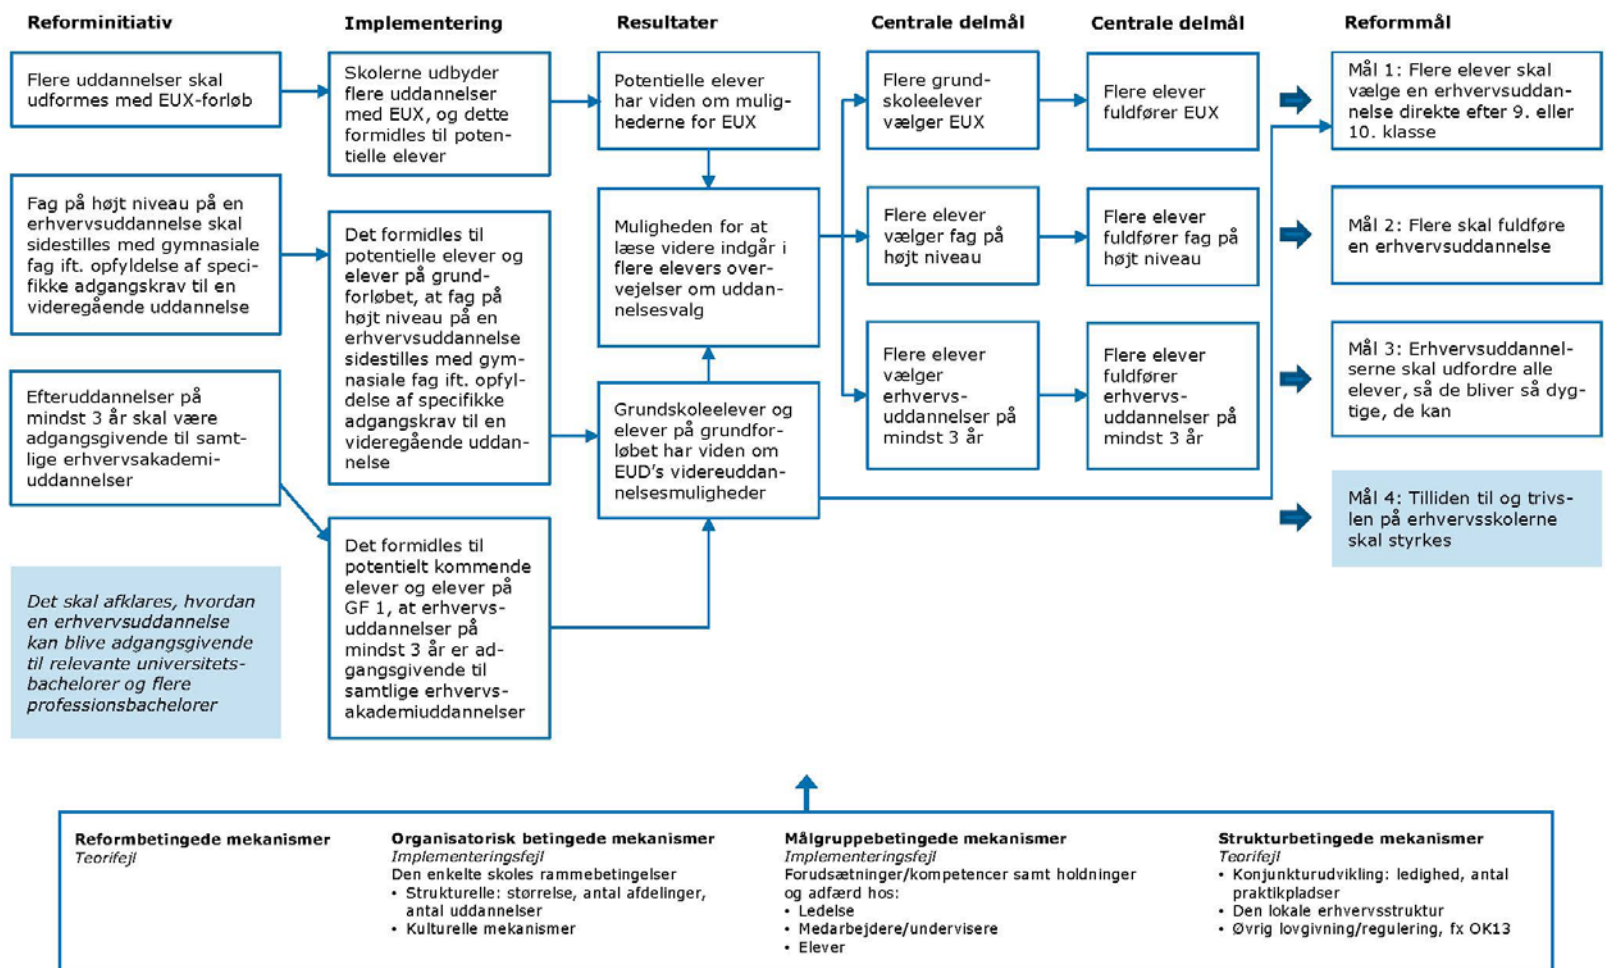 Reforminitiativ
Implementering
Resultater
Centrale delmål
Centrale delmål
Reformmål
Flere uddannelser skal
udformes med EUX-forløb
Fag på højt niveau på en
erhvervsuddannelse skal
sidestilles med gymnasiale
fag ift. opfyldelse af speci-
fikke adgangskrav til en
videregående uddannelse
Efteruddannelser på
mindst 3 år skal være
adgangsgivende til samt-
lige erhvervsakademi-
uddannelser
Det skal afklares, hvordan
en erhvervsuddannelse
kan blive adgangsgivende
til relevante universitets-
bachelorer og flere
professionsbachelorer
Skolerne udbyder
flere uddannelser
med EUX, og dette
formidles til poten-
tielle elever
Det formidles til
potentielle elever og
elever på grund-
forløbet, at fag på
højt niveau på en
erhvervsuddannelse
sidestilles med gym-
nasiale fag ift. opfyl-
delse af specifikke
adgangskrav til en
videregående uddan-
nelse
Det formidles til
potentielt kommende
elever og elever på
GF 1, at erhvervs-
uddannelser på
mindst 3 år er ad-
gangsgivende til
samtlige erhvervs-
akademiuddannelser
Potentielle elever
har viden om mulig-
hederne for EUX
Muligheden for at
læse videre indgår i
flere elevers over-
vejelser om uddan-
nelsesvalg
Grundskoleelever og
elever på grundfor-
løbet har viden om
EUD's videreuddan-
nelsesmuligheder
Flere grund-
skoleelever
vælger EUX
Flere elever
vælger fag på
højt niveau
Flere elever
vælger
erhvervs-
uddannelser på
mindst 3 år
Flere elever
fuldfører EUX
Flere elever
fuldfører fag på
højt niveau
Flere elever
fuldfører
erhvervs-
uddannelser på
mindst 3 år
Mål 1: Flere elever skal
vælge en erhvervsuddan-
nelse direkte efter 9. eller
10. klasse
Mål 2: Flere skal fuldføre
en erhvervsuddannelse
Mål 3: Erhvervsuddannel-
serne skal udfordre alle
elever, så de bliver så dyg-
tige, de kan
Mål 4: Tilliden til og trivs-
len på erhvervsskolerne
skal styrkes
Reformbetingede mekanismer
Teorifejl
Organisatorisk betingede mekanismer
Implementeringsfejl
Den enkelte skoles rammebetingelser
• Strukturelle: størrelse, antal afdelinger,
antal uddannelser
• Kulturelle mekanismer
Målgruppebetingede mekanismer
Implementeringsfejl
Forudsætninger/kompetencer samt holdninger
og adfærd hos:
• Ledelse
• Medarbejdere/undervisere
• Elever
Strukturbetingede mekanismer
Teorifejl
• Konjunkturudvikling: ledighed, antal
praktikpladser
• Den lokale erhvervsstruktur
• Øvrig lovgivning/regulering, fx OK13